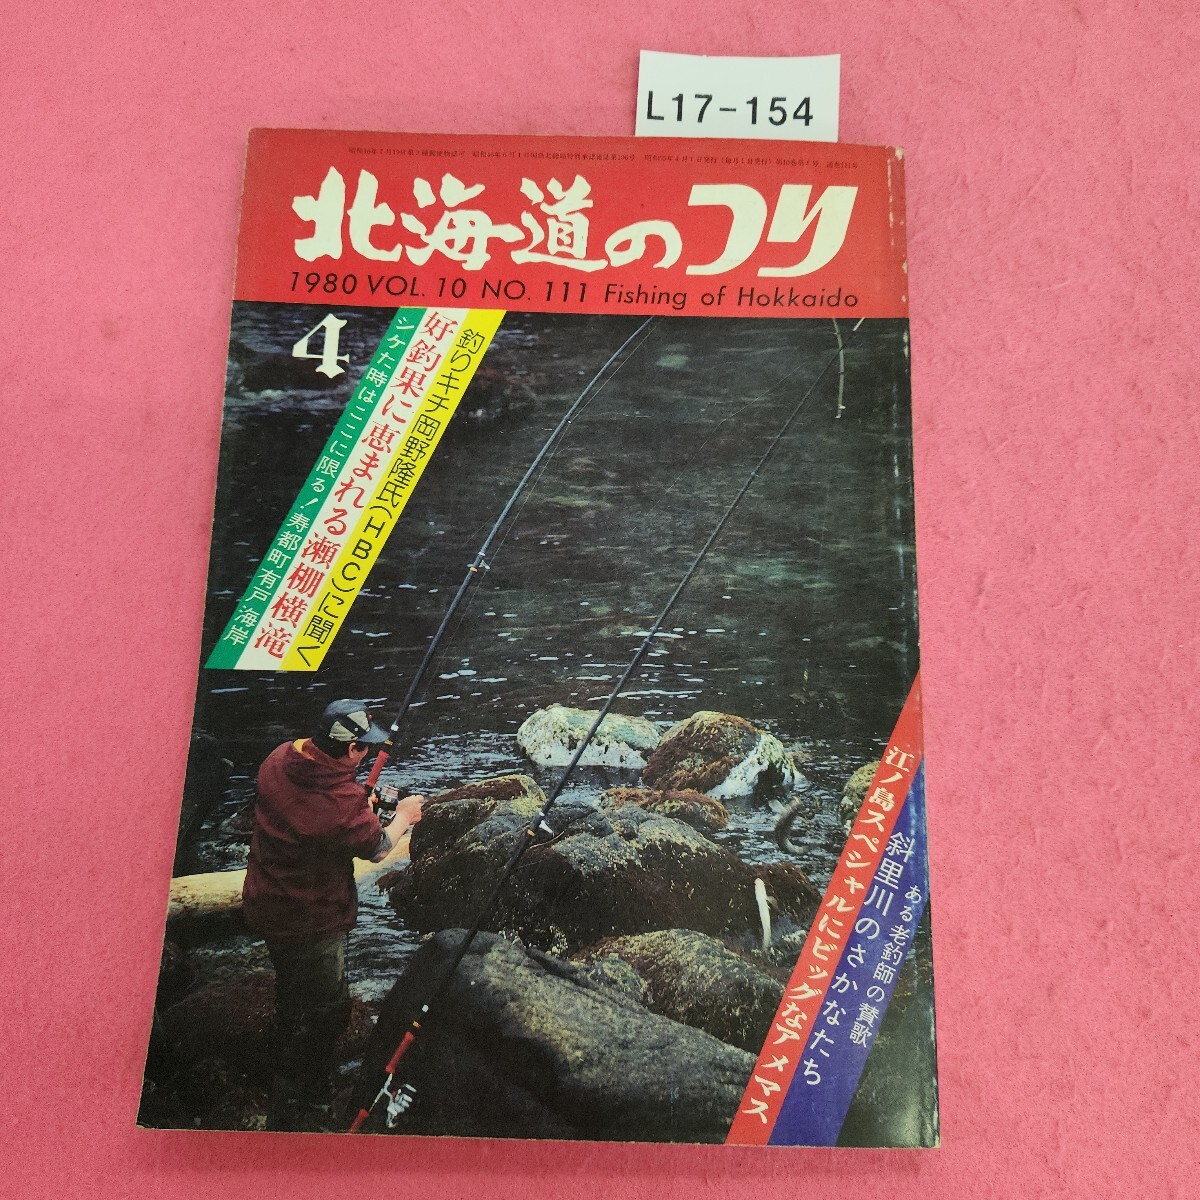 L17-154
北海道のつり
1980 VOL. 10 NO. 111 Fishing of Hokkaido
4
釣りキチ岡野隆氏(HBC)に聞く
好釣果に恵まれる瀬棚横滝
シケた時はここに限る!寿都町有戸海岸
ある老釣師の賛歌
斜里川のさかなたち
江ノ島スペシャルにビッグなアメマス